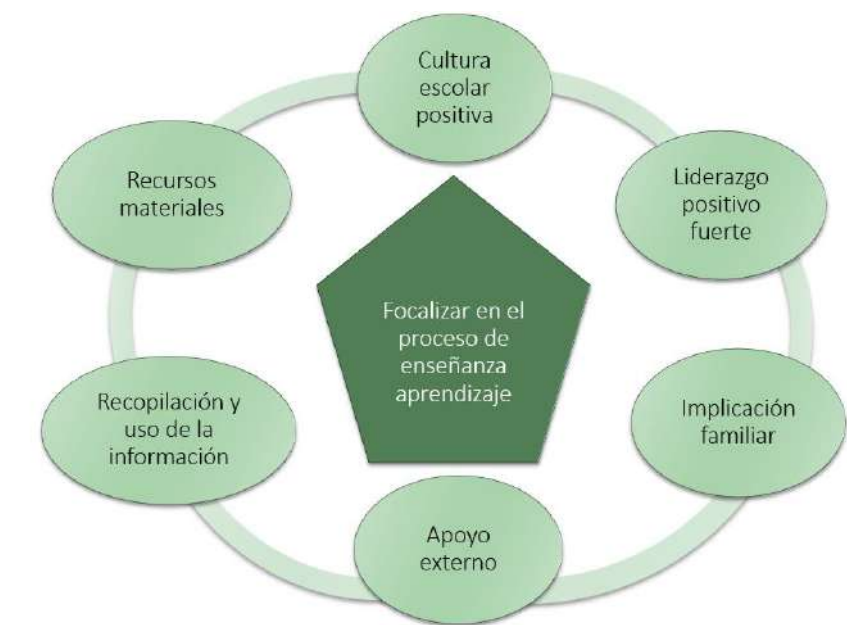 Cultura
escolar
positiva
Liderazgo
positivo
fuerte
Implicación
familiar
Apoyo
externo
Recopilación y
uso de la
información
Recursos
materiales
Focalizar en el
proceso de
enseñanza
aprendizaje